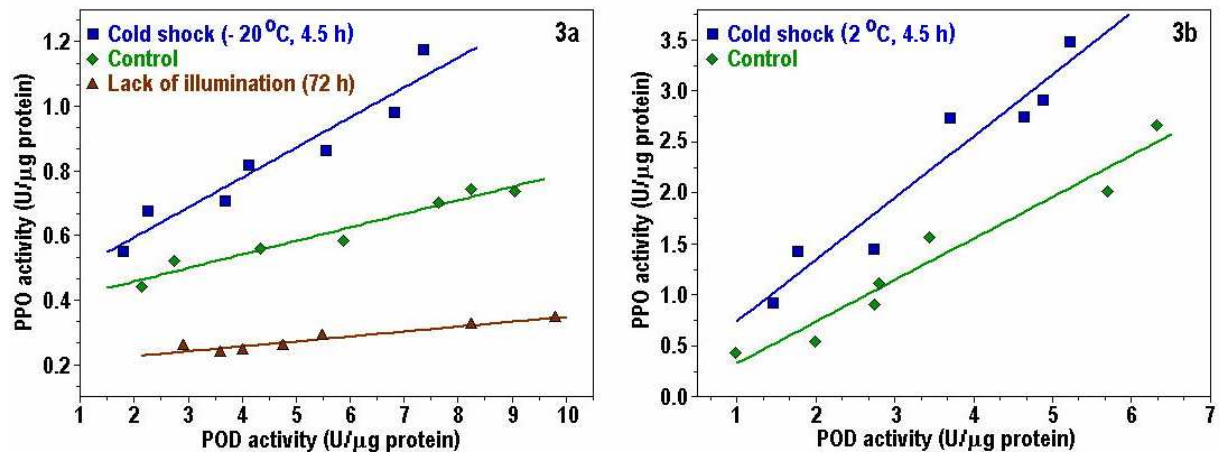 Cold shock (- 20 °C, 4.5 h)
Control
Lack of illumination (72 h)
3a
PPO activity (U/μg protein)
1.2
1.0
0.8
0.6
0.4
0.2
1 2 3 4 5 6 7 8 9 10
POD activity (U/μg protein)
Cold shock (2 °C, 4.5 h)
Control
3b
PPO activity (U/μg protein)
3.5
3.0
2.5
2.0
1.5
1.0
0.5
0.0
1 2 3 4 5 6 7
POD activity (U/μg protein)